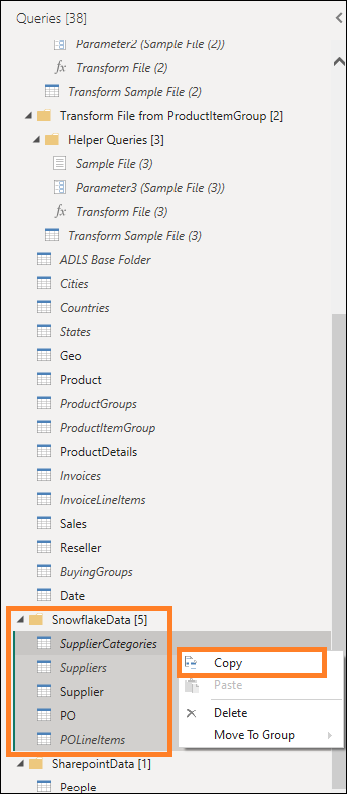 Queries [38]
Parameter2 (Sample File (2))
fx Transform File (2)
Transform Sample File (2)
Transform File from ProductItemGroup [2]
Helper Queries [3]
Sample File (3)
Parameter3 (Sample File (3))
fx Transform File (3)
Transform Sample File (3)
ADLS Base Folder
Cities
Countries
States
Geo
Product
ProductGroups
ProductItemGroup
ProductDetails
Invoices
InvoiceLineItems
Sales
Reseller
BuyingGroups
Date
SnowflakeData [5]
SupplierCategories
Suppliers
Supplier
PO
POLineItems
Copy
Paste
Delete
Move To Group
SharepointData [1]
People